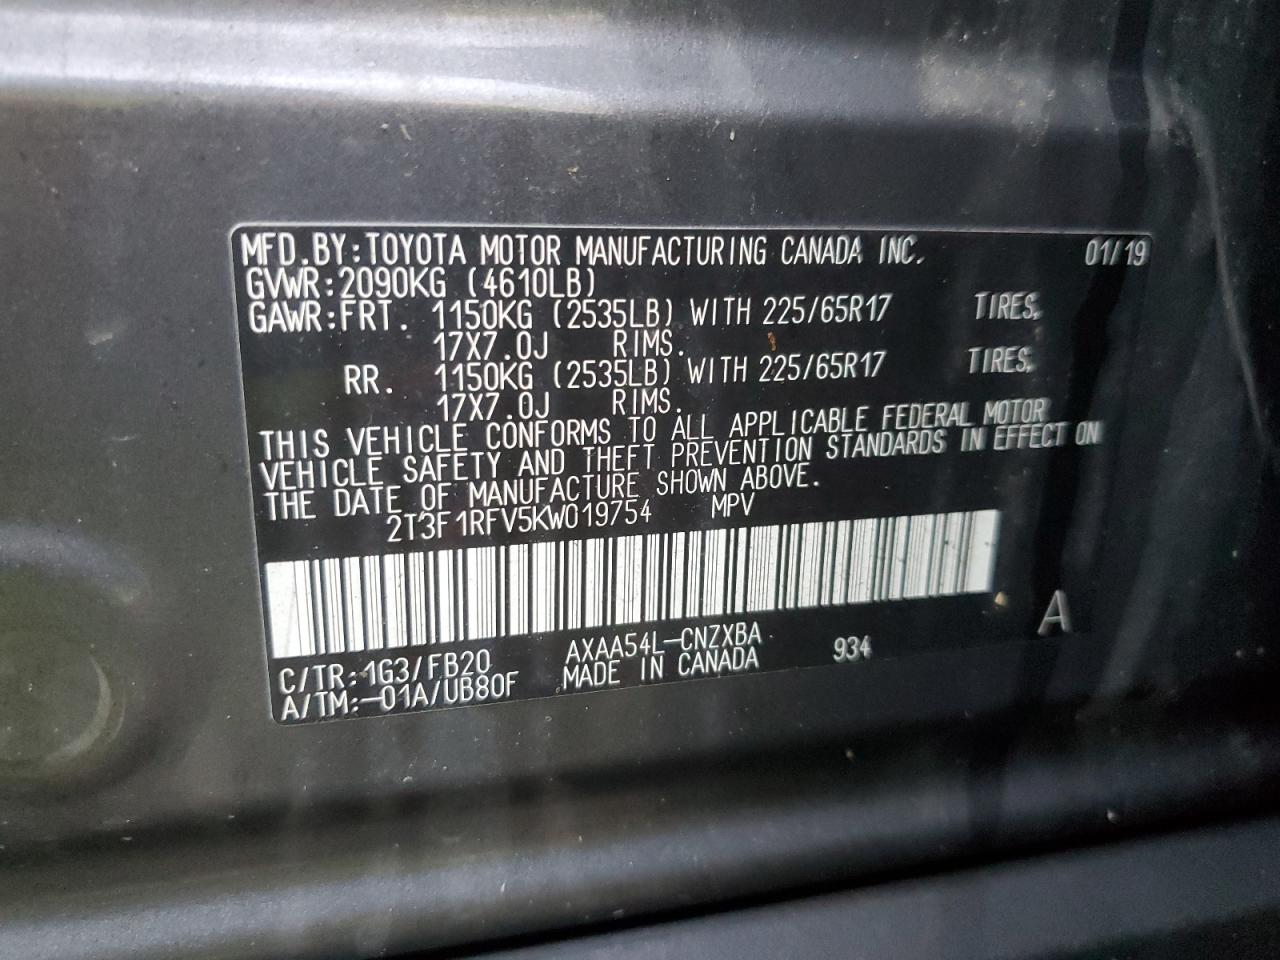 MFD.BY:TOYOTA MOTOR MANUFACTURING CANADA INC. 01/19
GVWR:2090KG (4610LB)
GAWR:FRT. 1150KG (2535LB) WITH 225/65R17 TIRES,
17X7.0J RIMS.
RR. 1150KG (2535LB) WITH 225/65R17 TIRES,
17X7.0J RIMS.
THIS VEHICLE CONFORMS TO ALL APPLICABLE FEDERAL MOTOR
VEHICLE SAFETY AND THEFT PREVENTION STANDARDS IN EFFECT ON
THE DATE OF MANUFACTURE SHOWN ABOVE.
2T3F1RFV5KW019754 MPV
A
C/TR:1G3/FB20 AXAA54L-CNZXBA 934
A/TM:-01A/UB80F MADE IN CANADA